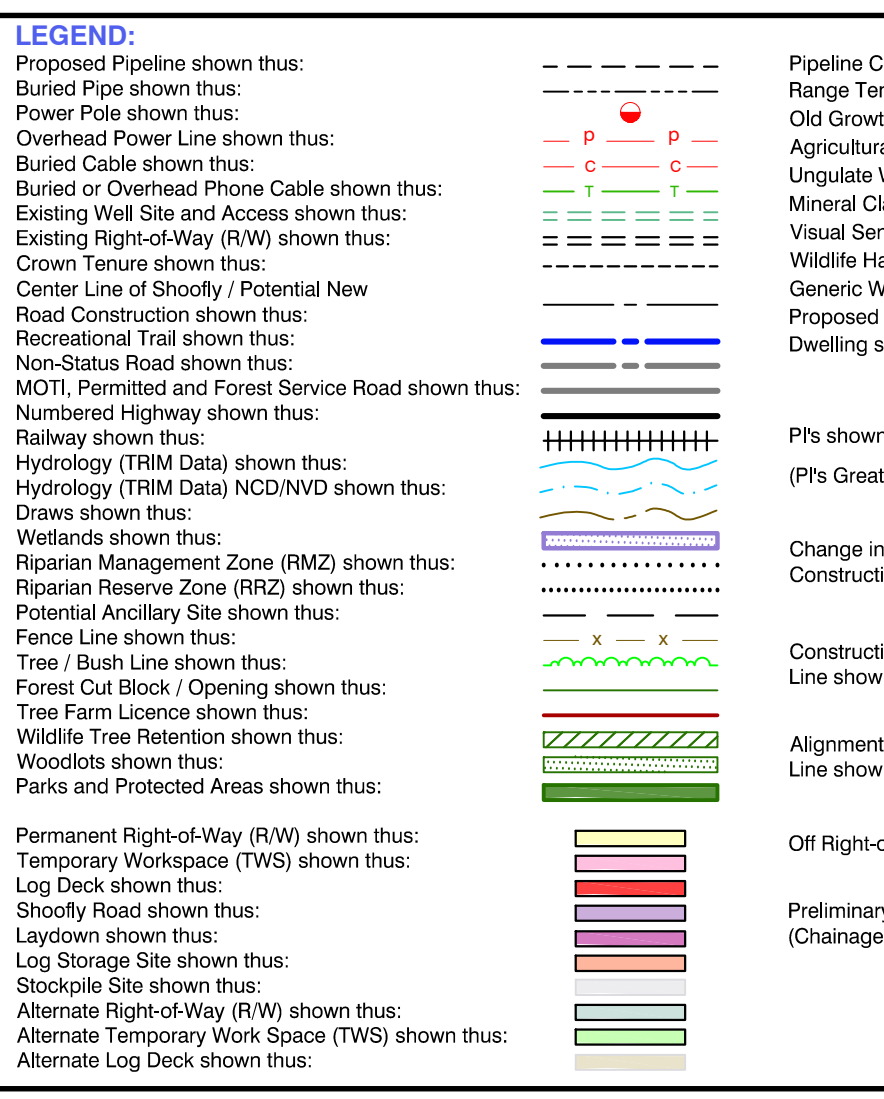 LEGEND:
Proposed Pipeline shown thus:
Buried Pipe shown thus:
Power Pole shown thus:
Overhead Power Line shown thus:
p p
Buried Cable shown thus:
C C
Buried or Overhead Phone Cable shown thus:
T T
Existing Well Site and Access shown thus:
Existing Right-of-Way (R/W) shown thus:
Crown Tenure shown thus:
Center Line of Shoofly / Potential New
Road Construction shown thus:
Recreational Trail shown thus:
Non-Status Road shown thus:
MOTI, Permitted and Forest Service Road shown thus:
Numbered Highway shown thus:
Railway shown thus:
Hydrology (TRIM Data) shown thus:
Hydrology (TRIM Data) NCD/NVD shown thus:
Draws shown thus:
Wetlands shown thus:
Riparian Management Zone (RMZ) shown thus:
Riparian Reserve Zone (RRZ) shown thus:
Potential Ancillary Site shown thus:
Fence Line shown thus:
x x
Tree / Bush Line shown thus:
Forest Cut Block / Opening shown thus:
Tree Farm Licence shown thus:
Wildlife Tree Retention shown thus:
Woodlots shown thus:
Parks and Protected Areas shown thus:
Permanent Right-of-Way (R/W) shown thus:
Temporary Workspace (TWS) shown thus:
Log Deck shown thus:
Shoofly Road shown thus:
Laydown shown thus:
Log Storage Site shown thus:
Stockpile Site shown thus:
Alternate Right-of-Way (R/W) shown thus:
Alternate Temporary Work Space (TWS) shown thus:
Alternate Log Deck shown thus:
Pipeline C
Range Ter
Old Growt
Agricultura
Ungulate
Mineral Cla
Visual Sen
Wildlife Ha
Generic W
Proposed
Dwelling s
PI's shown
(PI's Great
Change in
Constructi
Constructi
Line show
Alignment
Line show
Off Right-o
Preliminary
(Chainage